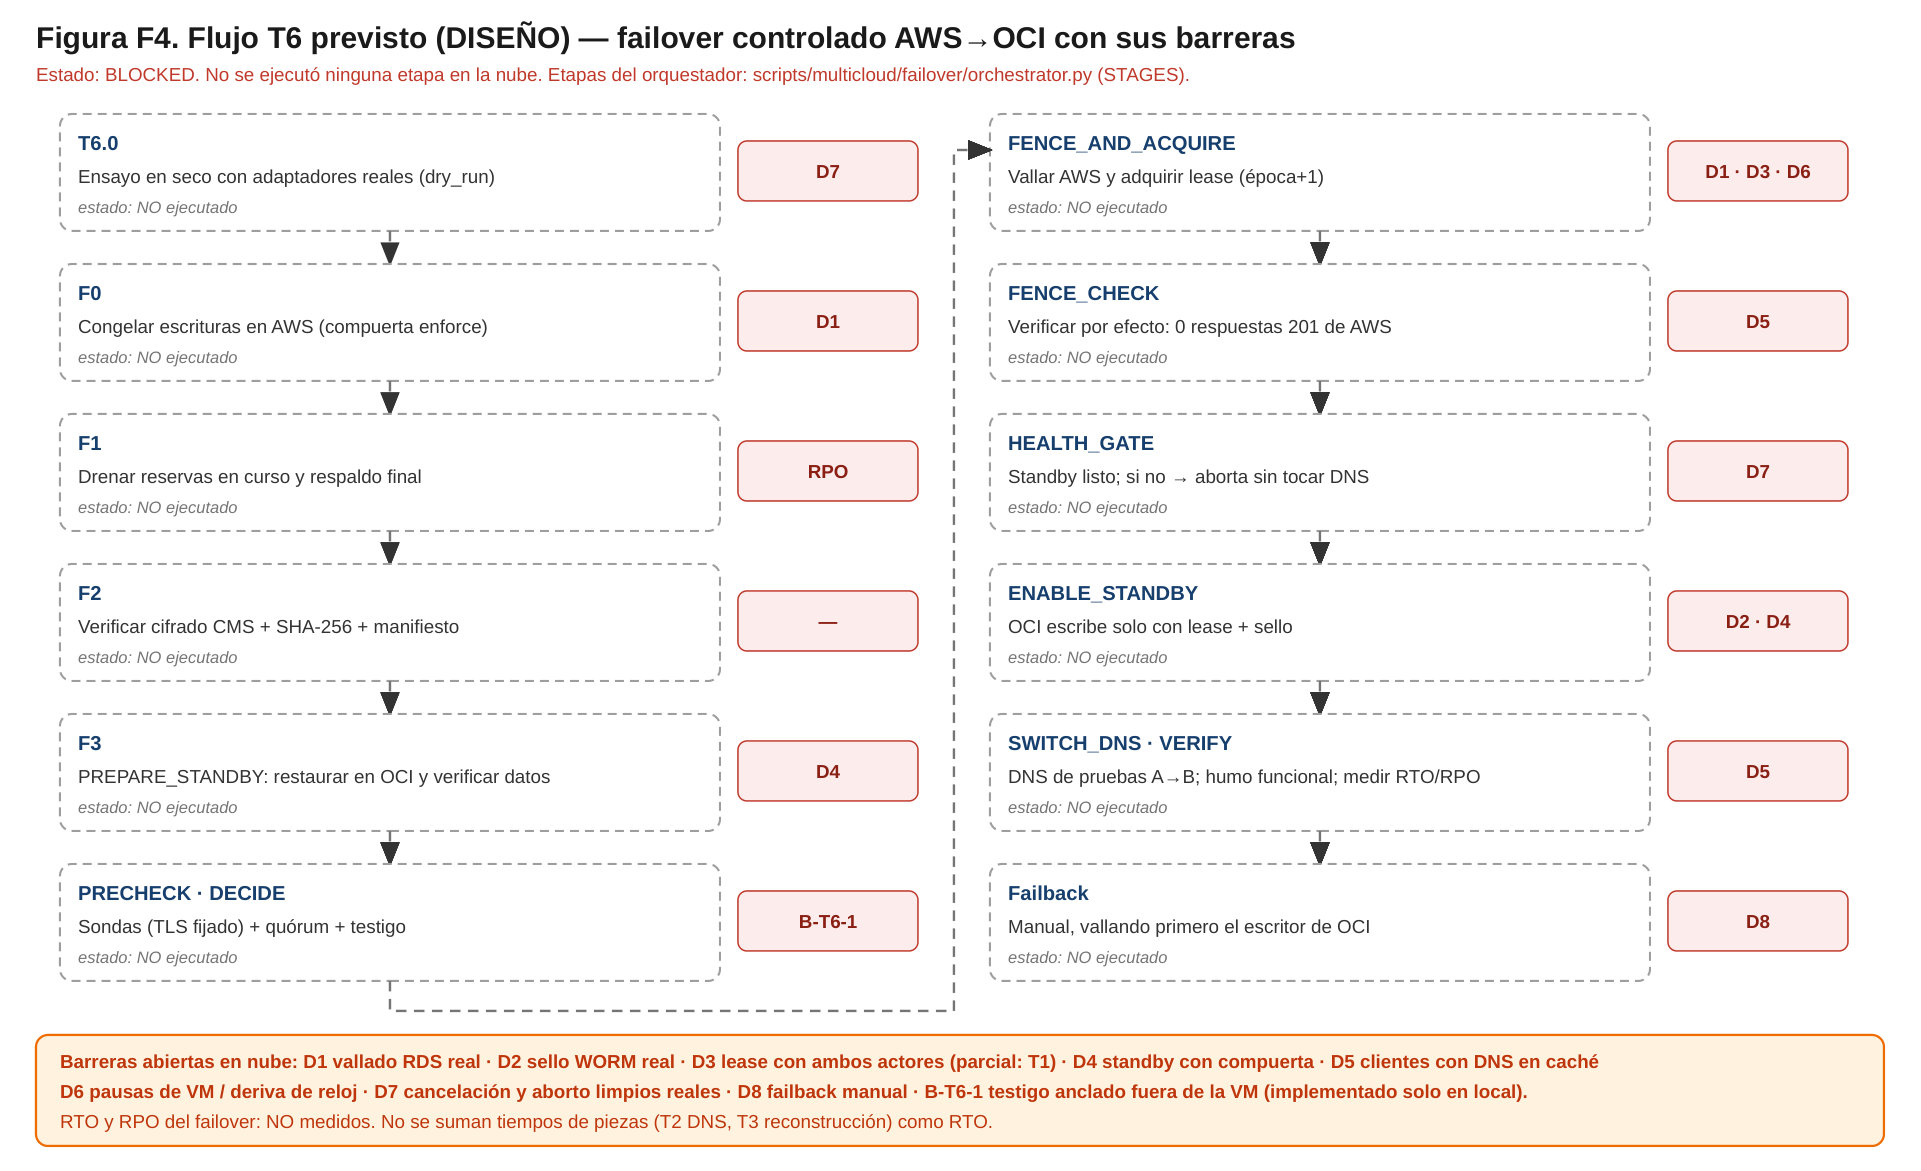 Figura F4. Flujo T6 previsto (DISEÑO) — failover controlado AWS→OCI con sus barreras
Estado: BLOCKED. No se ejecutó ninguna etapa en la nube. Etapas del orquestador: scripts/multicloud/failover/orchestrator.py (STAGES).
T6.0
Ensayo en seco con adaptadores reales (dry_run)
estado: NO ejecutado
D7
F0
Congelar escrituras en AWS (compuerta enforce)
estado: NO ejecutado
D1
F1
Drenar reservas en curso y respaldo final
estado: NO ejecutado
RPO
F2
Verificar cifrado CMS + SHA-256 + manifiesto
estado: NO ejecutado
—
F3
PREPARE_STANDBY: restaurar en OCI y verificar datos
estado: NO ejecutado
D4
PRECHECK · DECIDE
Sondas (TLS fijado) + quórum + testigo
estado: NO ejecutado
B-T6-1
FENCE_AND_ACQUIRE
Vallar AWS y adquirir lease (época+1)
estado: NO ejecutado
D1 · D3 · D6
FENCE_CHECK
Verificar por efecto: 0 respuestas 201 de AWS
estado: NO ejecutado
D5
HEALTH_GATE
Standby listo; si no → aborta sin tocar DNS
estado: NO ejecutado
D7
ENABLE_STANDBY
OCI escribe solo con lease + sello
estado: NO ejecutado
D2 · D4
SWITCH_DNS · VERIFY
DNS de pruebas A→B; humo funcional; medir RTO/RPO
estado: NO ejecutado
D5
Failback
Manual, vallando primero el escritor de OCI
estado: NO ejecutado
D8
Barreras abiertas en nube: D1 vallado RDS real · D2 sello WORM real · D3 lease con ambos actores (parcial: T1) · D4 standby con compuerta · D5 clientes con DNS en caché
D6 pausas de VM / deriva de reloj · D7 cancelación y aborto limpios reales · D8 failback manual · B-T6-1 testigo anclado fuera de la VM (implementado solo en local).
RTO y RPO del failover: NO medidos. No se suman tiempos de piezas (T2 DNS, T3 reconstrucción) como RTO.